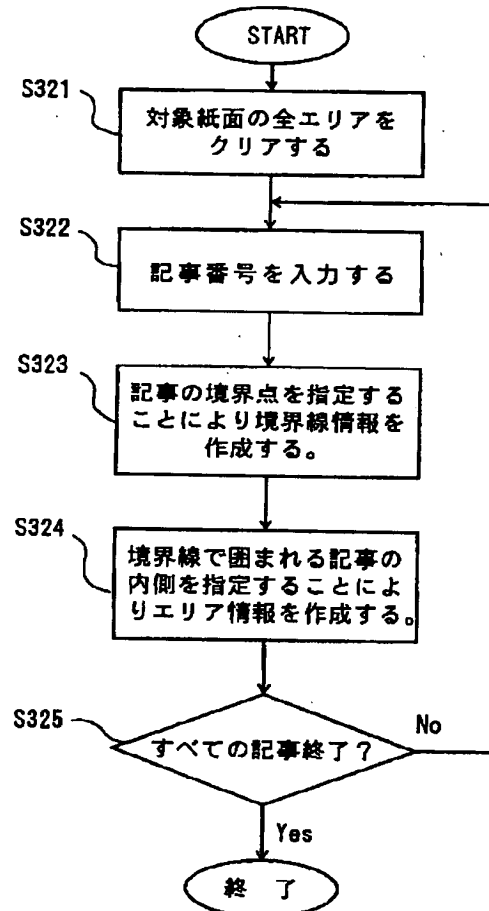 START
S321
対象紙面の全エリアを
クリアする
S322
記事番号を入力する
S323
記事の境界点を指定する
ことにより境界線情報を
作成する。
S324
境界線で囲まれる記事の
内側を指定することによ
りエリア情報を作成する。
S325
すべての記事終了？
No
Yes
終了